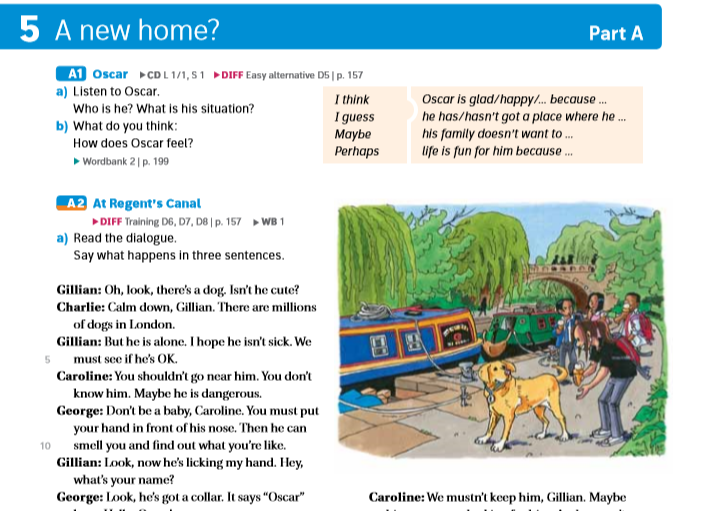 5 A new home?
Part A
A1 Oscar ▶CD L 1/1, S 1 ▶DIFF Easy alternative D5 | p. 157
a) Listen to Oscar.
Who is he? What is his situation?
b) What do you think:
How does Oscar feel?
▶ Wordbank 2 | p. 199
I think
I guess
Maybe
Perhaps
Oscar is glad/happy/... because ...
he has/hasn't got a place where he ...
his family doesn't want to ...
life is fun for him because ...
A2 At Regent's Canal
▶DIFF Training D6, D7, D8 | p. 157 ▶WB 1
a) Read the dialogue.
Say what happens in three sentences.
Gillian: Oh, look, there's a dog. Isn't he cute?
Charlie: Calm down, Gillian. There are millions
of dogs in London.
Gillian: But he is alone. I hope he isn't sick. We
5 must see if he's OK.
Caroline: You shouldn't go near him. You don't
know him. Maybe he is dangerous.
George: Don't be a baby, Caroline. You must put
your hand in front of his nose. Then he can
10 smell you and find out what you're like.
Gillian: Look, now he's licking my hand. Hey,
what's your name?
George: Look, he's got a collar. It says "Oscar"
Caroline: We mustn't keep him, Gillian. Maybe